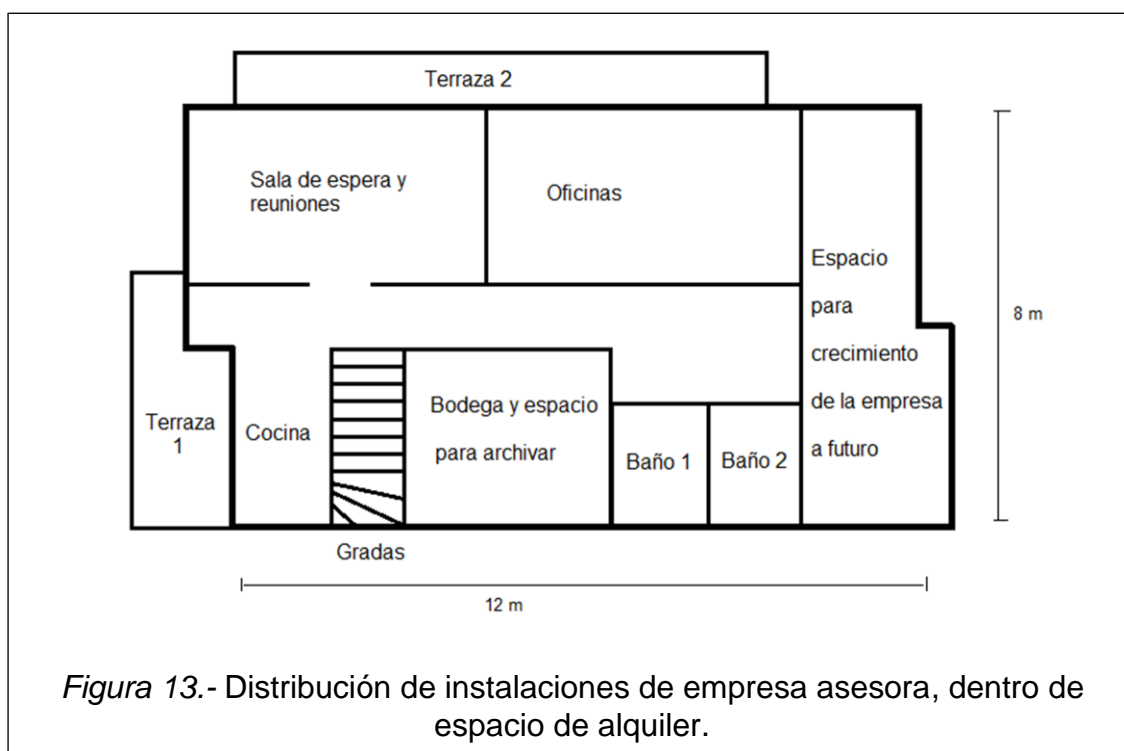 Terraza 2
Sala de espera y
reuniones
Oficinas
Espacio
para
crecimiento
de la empresa
a futuro
8 m
Terraza
1
Cocina
Bodega y espacio
para archivar
Baño 1
Baño 2
Gradas
12 m
Figura 13.- Distribución de instalaciones de empresa asesora, dentro de
espacio de alquiler.